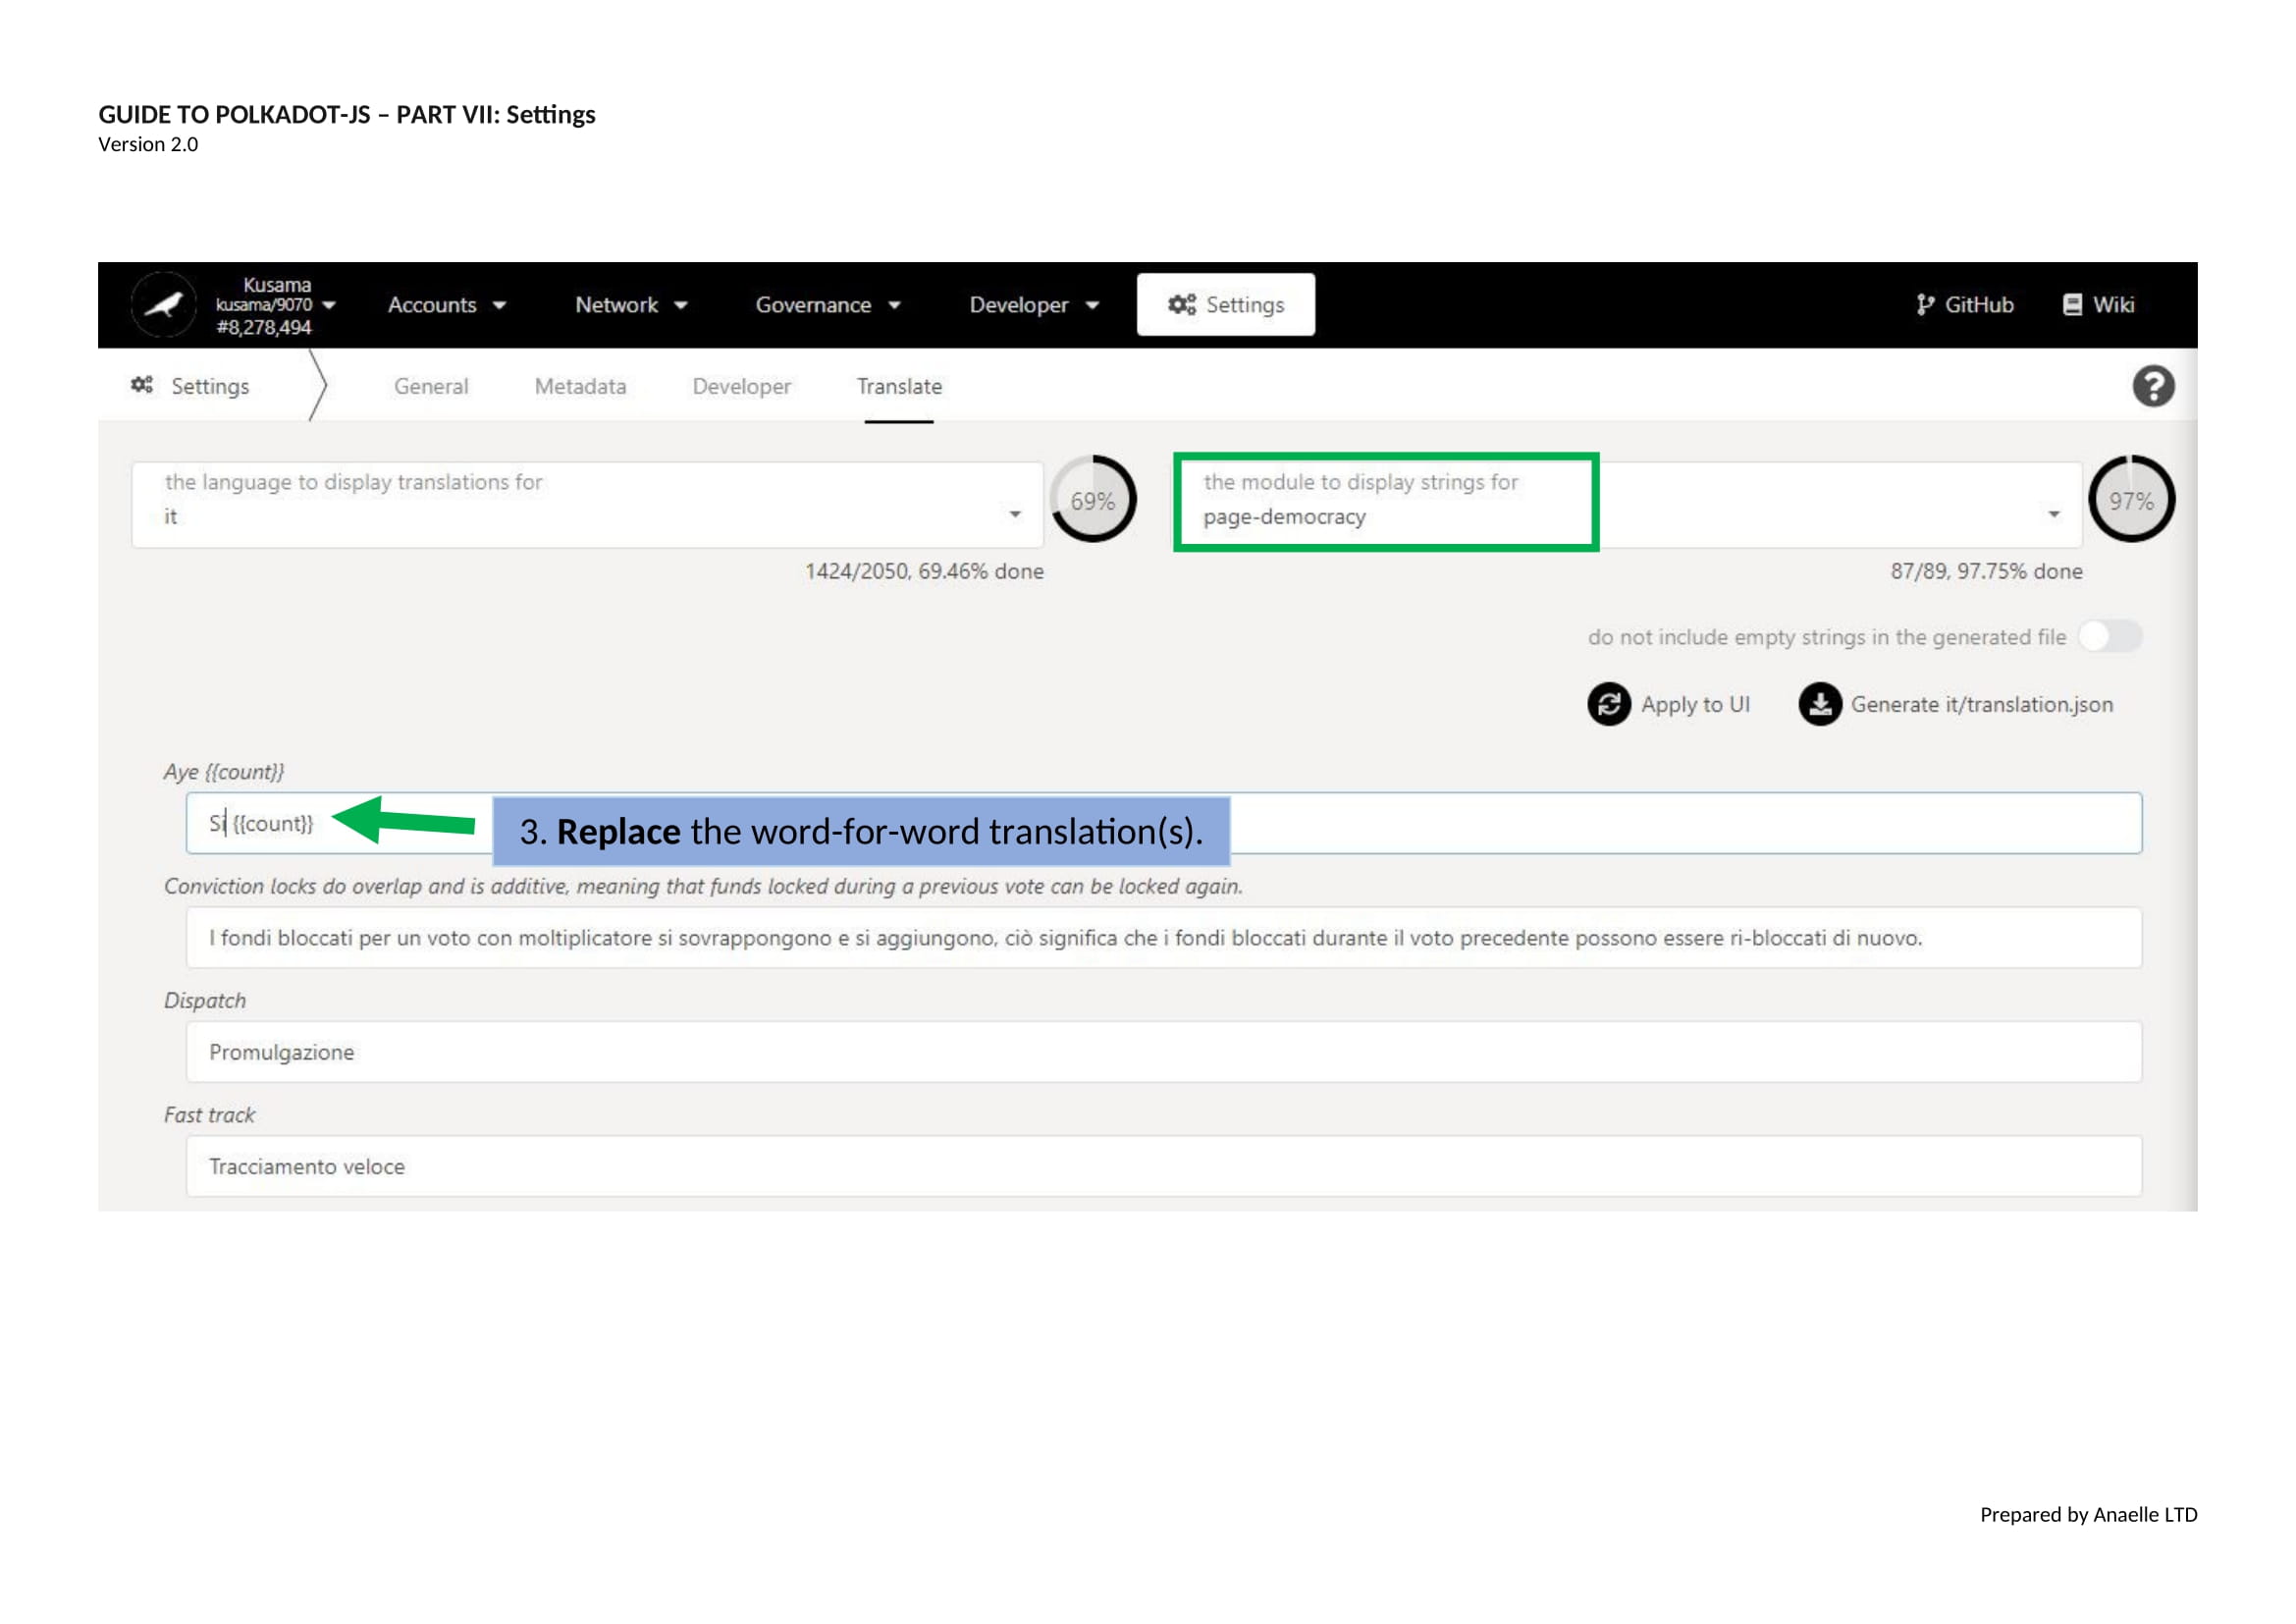 GUIDE TO POLKADOT-JS – PART VII: Settings
Version 2.0
Kusama
kusama/9070
#8,278,494
Accounts
Network
Governance
Developer
Settings
GitHub
Wiki
Settings
General
Metadata
Developer
Translate
the language to display translations for
it
69%
1424/2050, 69.46% done
the module to display strings for
page-democracy
97%
87/89, 97.75% done
do not include empty strings in the generated file
Apply to UI
Generate it/translation.json
Aye {{count}}
Si {{count}}
3. Replace the word-for-word translation(s).
Conviction locks do overlap and is additive, meaning that funds locked during a previous vote can be locked again.
I fondi bloccati per un voto con moltiplicatore si sovrappongono e si aggiungono, ciò significa che i fondi bloccati durante il voto precedente possono essere ri-bloccati di nuovo.
Dispatch
Promulgazione
Fast track
Tracciamento veloce
Prepared by Anaelle LTD